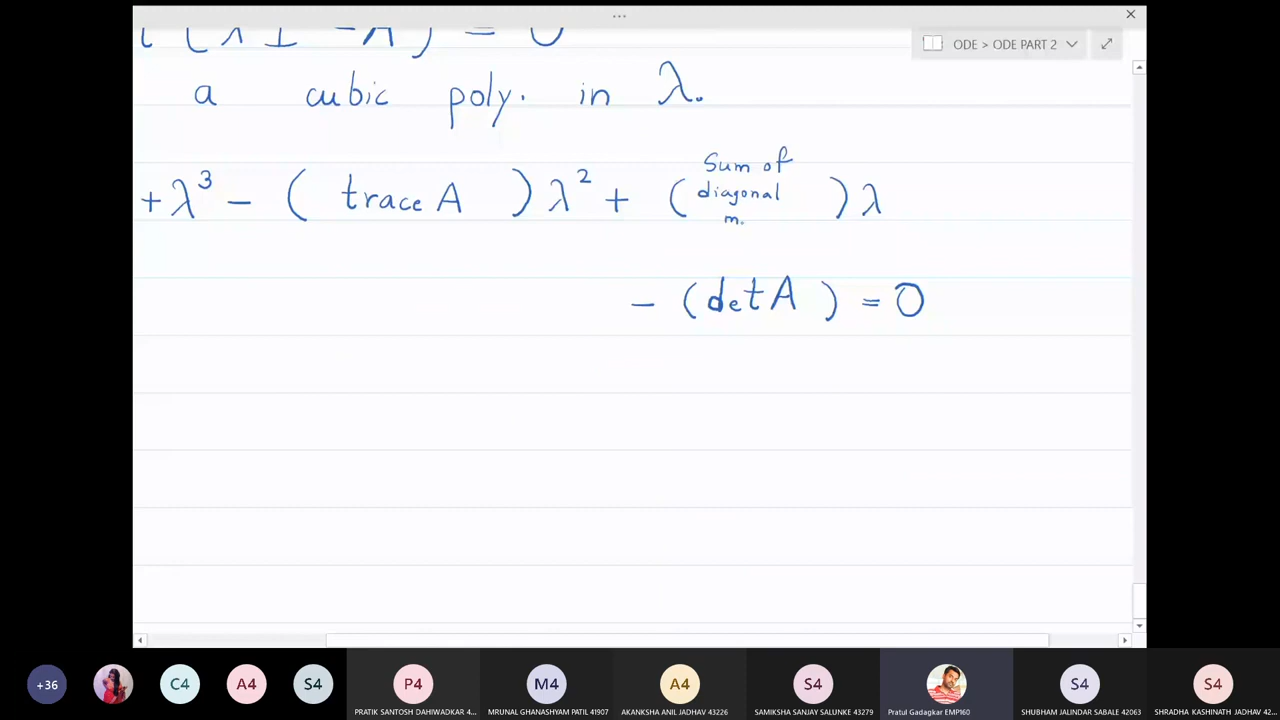 ODE > ODE PART 2
(λI - A) = 0
a cubic poly. in λ.
+λ³ - ( trace A ) λ² + ( Sum of diagonal m. ) λ
- (det A ) = 0
+36
C4
A4
S4
P4
M4
A4
S4
S4
S4
PRATIK SANTOSH DAHIWADKAR 4...
MRUNAL GHANASHYAM PATIL 41907
AKANKSHA ANIL JADHAV 43226
SAMIKSHA SANJAY SALUNKE 43279
Pratul Gadagkar EMP160
SHUBHAM JALINDAR SABALE 42063
SHRADHA KASHINATH JADHAV 42...